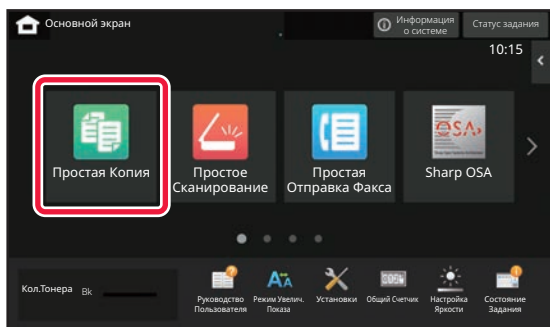 Основной экран
Информация
о системе
Статус задания
10:15
Простая Копия
Простое
Сканирование
Простая
Отправка Факса
OSA
Sharp OSA
Кол.Тонера Bk
Руководство
Пользователя
Режим Увелич.
Показа
Установки
Общий Счетчик
Настройка
Яркости
Состояние
Задания